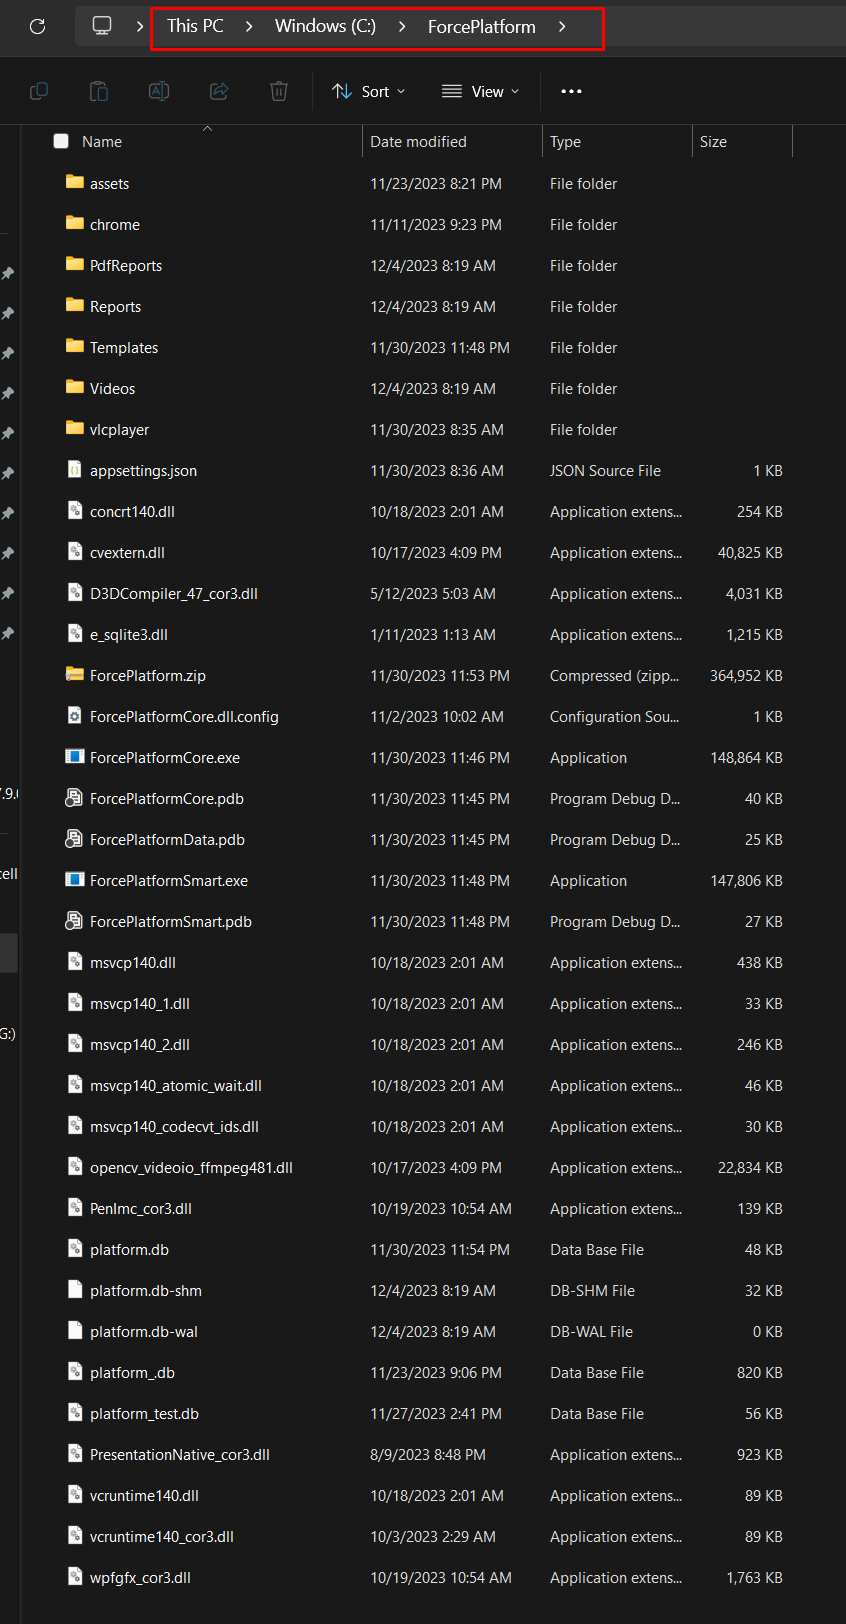 This PC > Windows (C:) > ForcePlatform >
Sort View
Name Date modified Type Size
assets 11/23/2023 8:21 PM File folder
chrome 11/11/2023 9:23 PM File folder
PdfReports 12/4/2023 8:19 AM File folder
Reports 12/4/2023 8:19 AM File folder
Templates 11/30/2023 11:48 PM File folder
Videos 12/4/2023 8:19 AM File folder
vlcplayer 11/30/2023 8:35 AM File folder
appsettings.json 11/30/2023 8:36 AM JSON Source File 1 KB
concrt140.dll 10/18/2023 2:01 AM Application extens... 254 KB
cvextern.dll 10/17/2023 4:09 PM Application extens... 40,825 KB
D3DCompiler_47_cor3.dll 5/12/2023 5:03 AM Application extens... 4,031 KB
e_sqlite3.dll 1/11/2023 1:13 AM Application extens... 1,215 KB
ForcePlatform.zip 11/30/2023 11:53 PM Compressed (zipp... 364,952 KB
ForcePlatformCore.dll.config 11/2/2023 10:02 AM Configuration Sou... 1 KB
ForcePlatformCore.exe 11/30/2023 11:46 PM Application 148,864 KB
7.9.0
ForcePlatformCore.pdb 11/30/2023 11:45 PM Program Debug D... 40 KB
ForcePlatformData.pdb 11/30/2023 11:45 PM Program Debug D... 25 KB
cell
ForcePlatformSmart.exe 11/30/2023 11:48 PM Application 147,806 KB
ForcePlatformSmart.pdb 11/30/2023 11:48 PM Program Debug D... 27 KB
msvcp140.dll 10/18/2023 2:01 AM Application extens... 438 KB
msvcp140_1.dll 10/18/2023 2:01 AM Application extens... 33 KB
G:)
msvcp140_2.dll 10/18/2023 2:01 AM Application extens... 246 KB
msvcp140_atomic_wait.dll 10/18/2023 2:01 AM Application extens... 46 KB
msvcp140_codecvt_ids.dll 10/18/2023 2:01 AM Application extens... 30 KB
opencv_videoio_ffmpeg481.dll 10/17/2023 4:09 PM Application extens... 22,834 KB
PenImc_cor3.dll 10/19/2023 10:54 AM Application extens... 139 KB
platform.db 11/30/2023 11:54 PM Data Base File 48 KB
platform.db-shm 12/4/2023 8:19 AM DB-SHM File 32 KB
platform.db-wal 12/4/2023 8:19 AM DB-WAL File 0 KB
platform_.db 11/23/2023 9:06 PM Data Base File 820 KB
platform_test.db 11/27/2023 2:41 PM Data Base File 56 KB
PresentationNative_cor3.dll 8/9/2023 8:48 PM Application extens... 923 KB
vcruntime140.dll 10/18/2023 2:01 AM Application extens... 89 KB
vcruntime140_cor3.dll 10/3/2023 2:29 AM Application extens... 89 KB
wpfgfx_cor3.dll 10/19/2023 10:54 AM Application extens... 1,763 KB